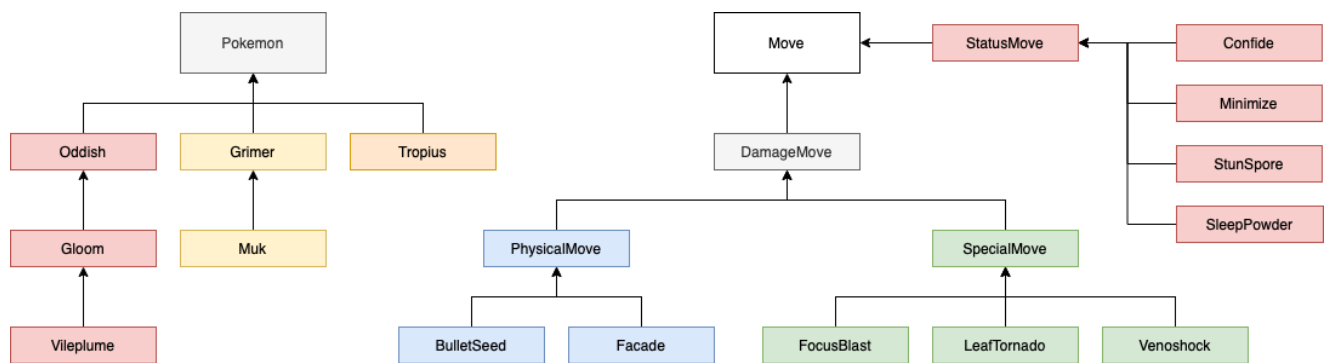 Pokemon
Move
StatusMove
Confide
Minimize
Oddish
Grimer
Tropius
DamageMove
StunSpore
SleepPowder
Gloom
Muk
PhysicalMove
SpecialMove
Vileplume
BulletSeed
Facade
FocusBlast
LeafTornado
Venoshock